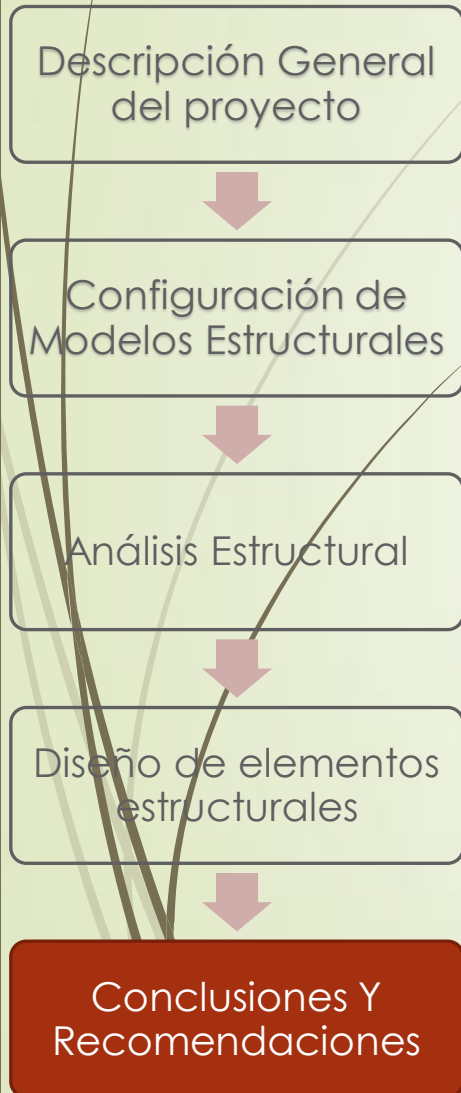 Descripción General
del proyecto
Configuración de
Modelos Estructurales
Análisis Estructural
Diseño de elementos
estructurales
Conclusiones Y
Recomendaciones